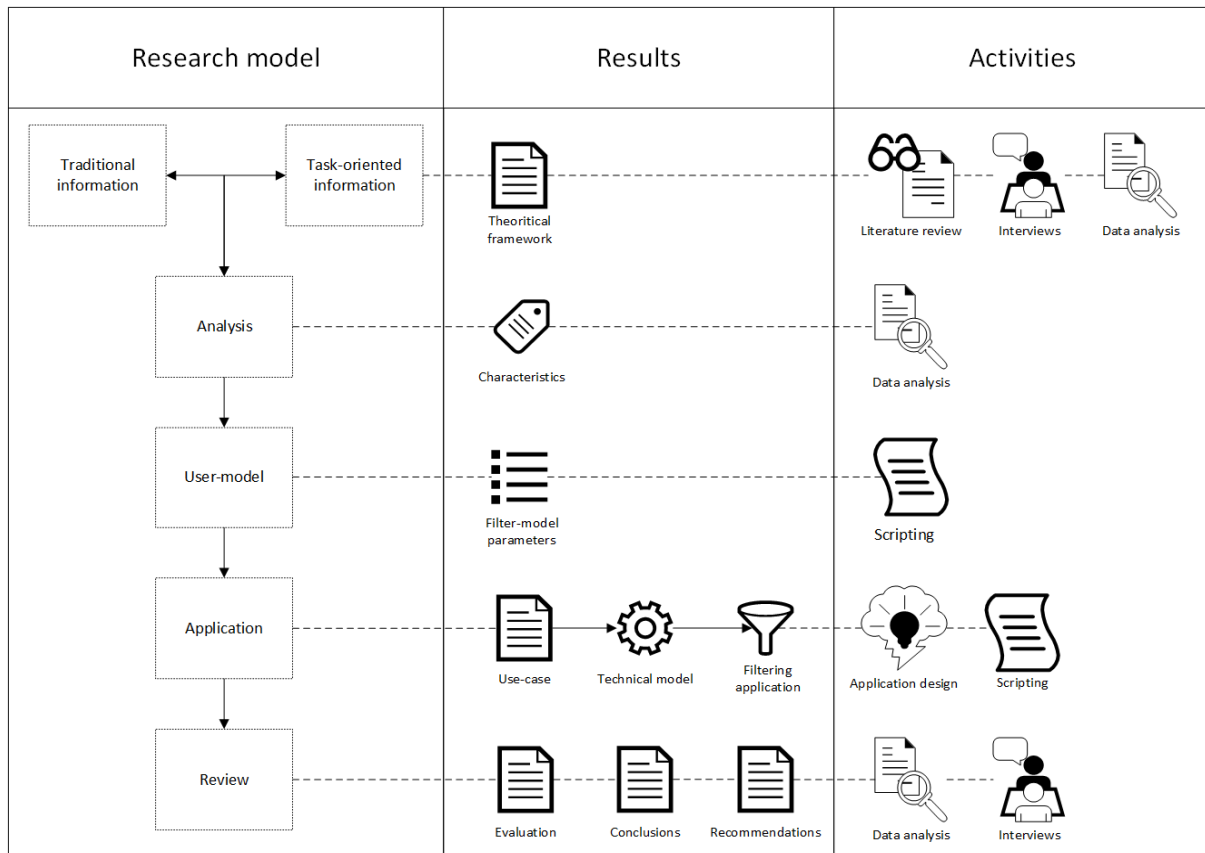 Research model
Results
Activities
Traditional
information
Task-oriented
information
Theoritical
framework
Literature review
Interviews
Data analysis
Analysis
Characteristics
Data analysis
User-model
Filter-model
parameters
Scripting
Application
Use-case
Technical model
Filtering
application
Application design
Scripting
Review
Evaluation
Conclusions
Recommendations
Data analysis
Interviews